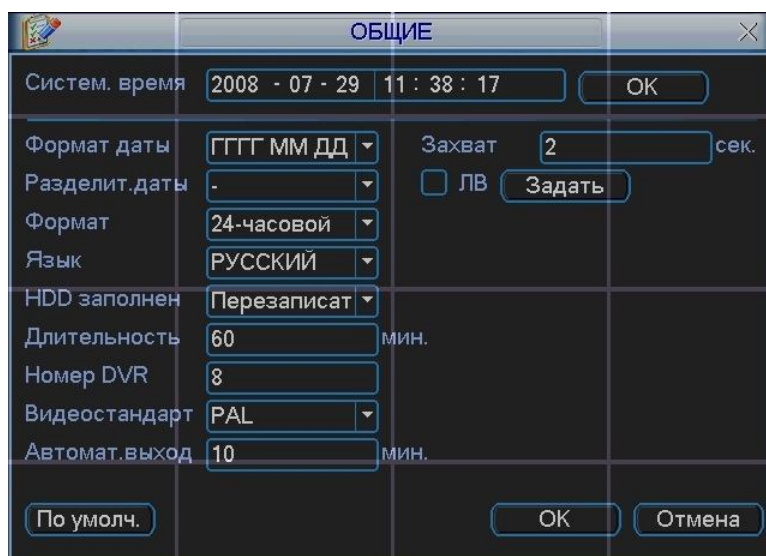 ОБЩИЕ
Систем. время 2008 - 07 - 29 11 : 38 : 17 OK
Формат даты ГГГГ ММ ДД Захват 2 сек.
Разделит.даты - ЛВ Задать
Формат 24-часовой
Язык РУССКИЙ
HDD заполнен Перезаписат
Длительность 60 мин.
Номер DVR 8
Видеостандарт PAL
Автомат.выход 10 мин.
По умолч. OK Отмена